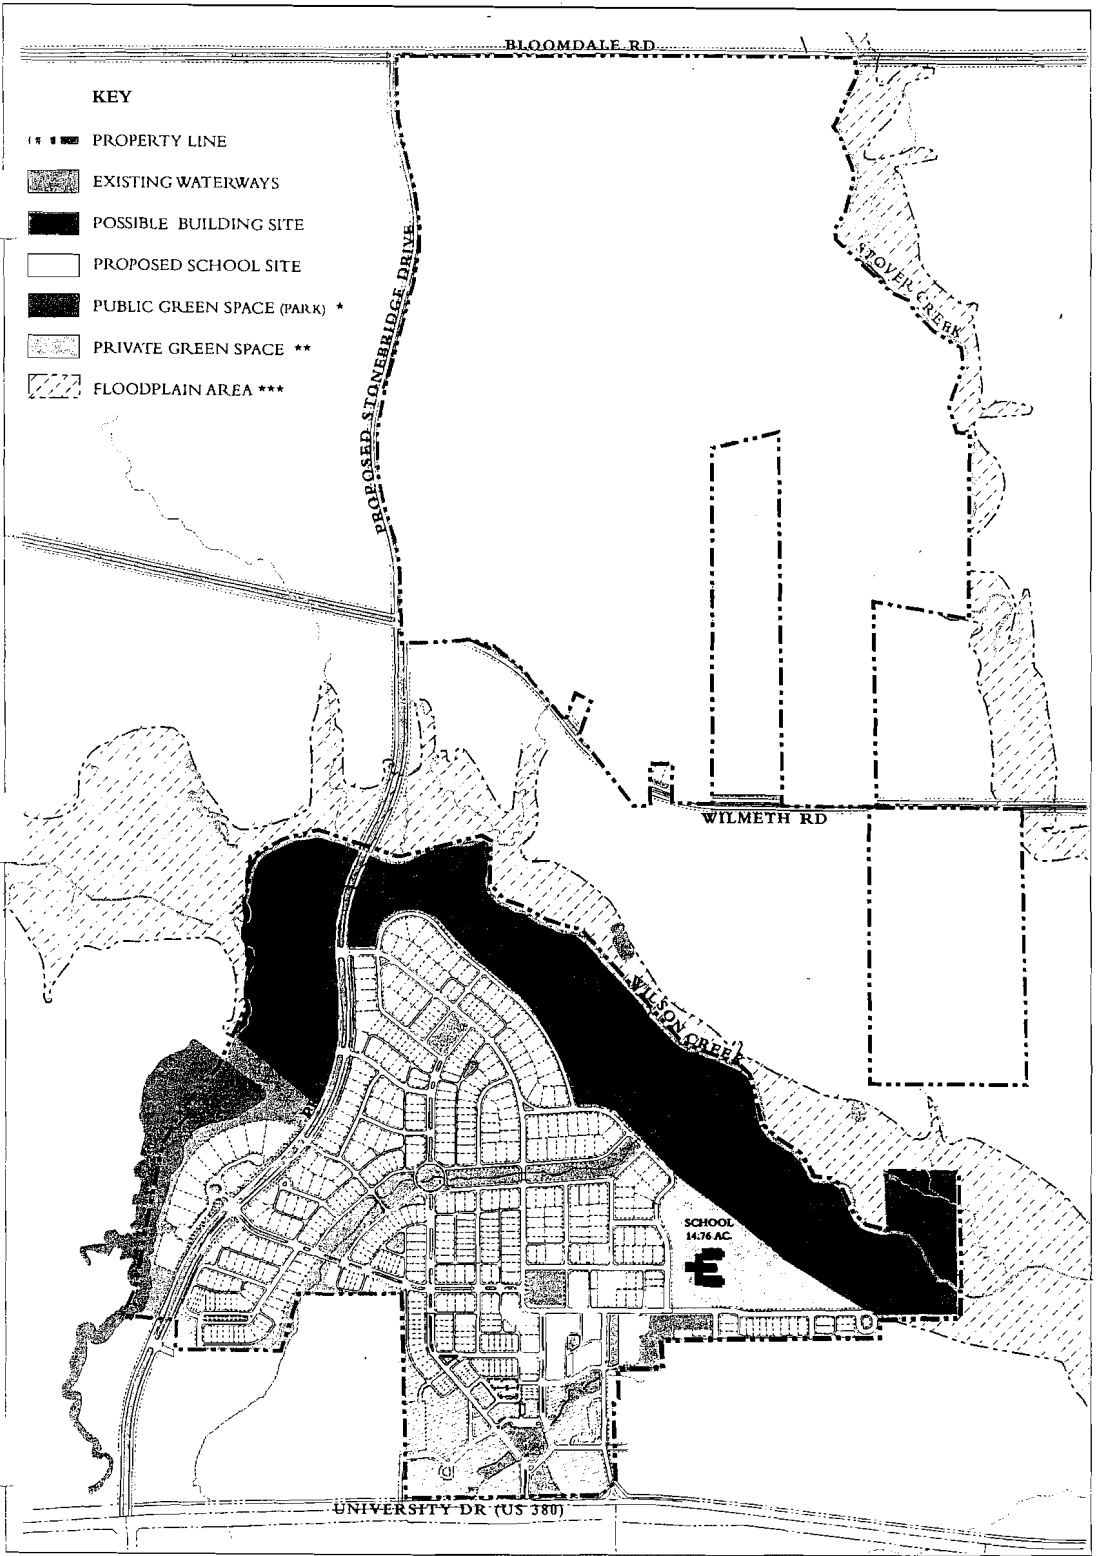 BLOOMDALE RD
KEY
PROPERTY LINE
EXISTING WATERWAYS
POSSIBLE BUILDING SITE
PROPOSED SCHOOL SITE
PUBLIC GREEN SPACE (PARK) *
PRIVATE GREEN SPACE **
FLOODPLAIN AREA ***
STOVER CREEK
PROPOSED STONEBRIDGE DRIVE
WILMETH RD
WILSON CREEK
SCHOOL
14.76 AC.
UNIVERSITY DR (US 380)